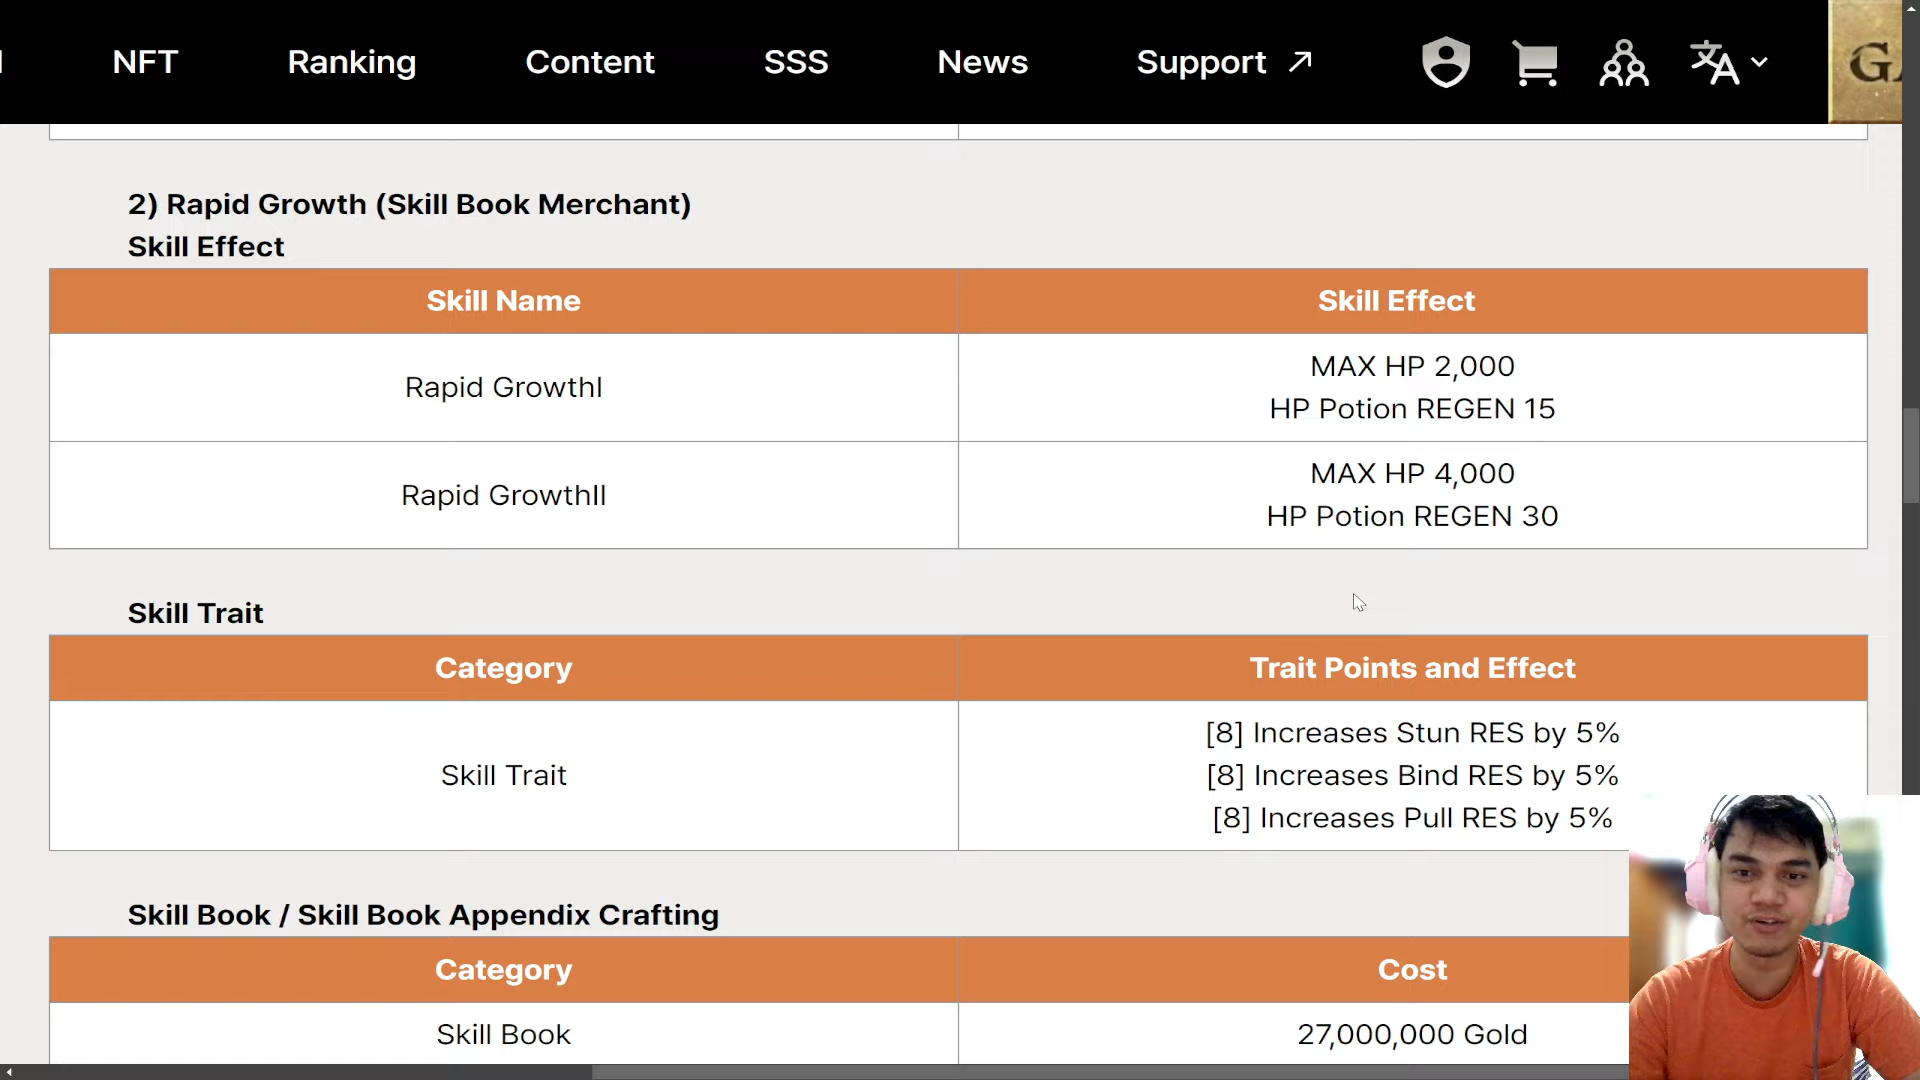 NFT Ranking Content SSS News Support
2) Rapid Growth (Skill Book Merchant)
Skill Effect
Skill Name Skill Effect
Rapid GrowthI
MAX HP 2,000
HP Potion REGEN 15
Rapid GrowthII
MAX HP 4,000
HP Potion REGEN 30
Skill Trait
Category Trait Points and Effect
Skill Trait
[8] Increases Stun RES by 5%
[8] Increases Bind RES by 5%
[8] Increases Pull RES by 5%
Skill Book / Skill Book Appendix Crafting
Category Cost
Skill Book 27,000,000 Gold